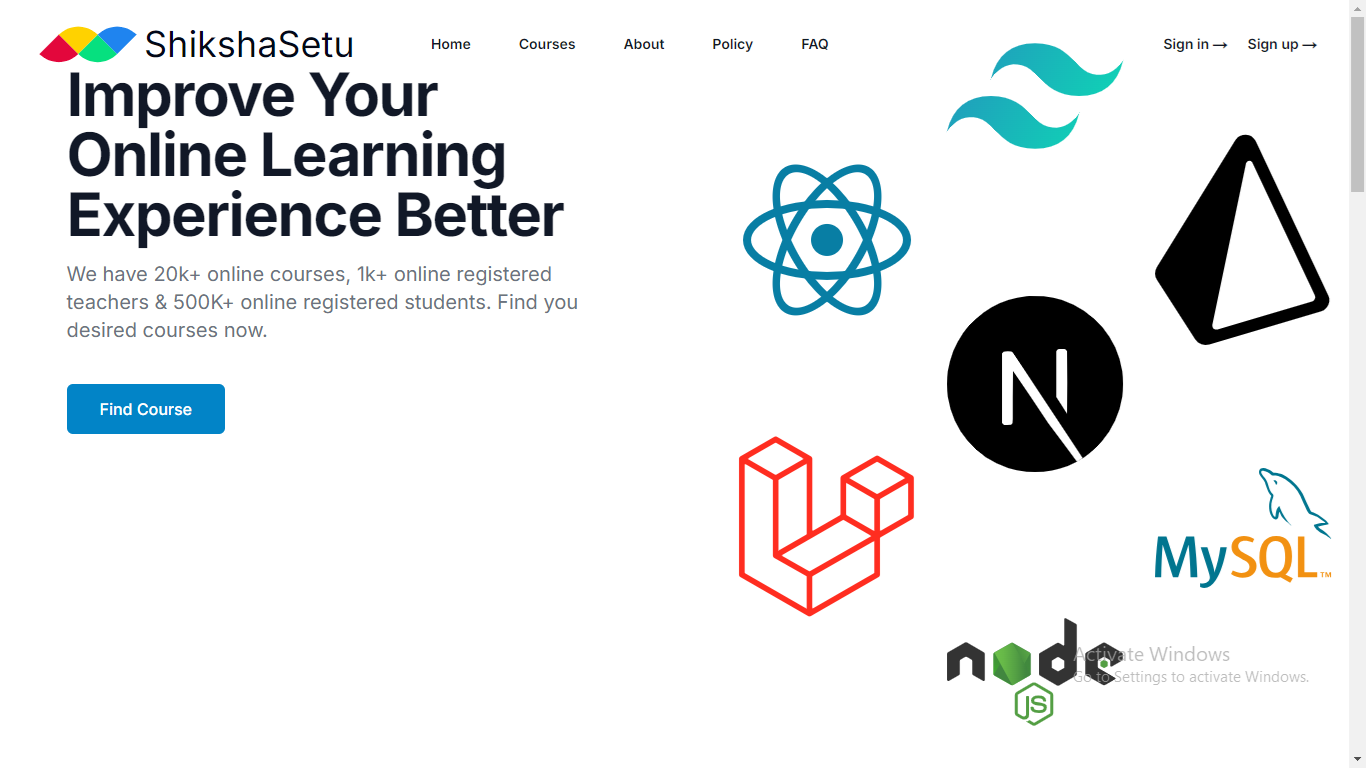 ShikshaSetu
Home
Courses
About
Policy
FAQ
Sign in →
Sign up →
Improve Your
Online Learning
Experience Better
We have 20k+ online courses, 1k+ online registered
teachers & 500K+ online registered students. Find you
desired courses now.
Find Course
N
MySQL™
node
JS
Activate Windows
Go to Settings to activate Windows.